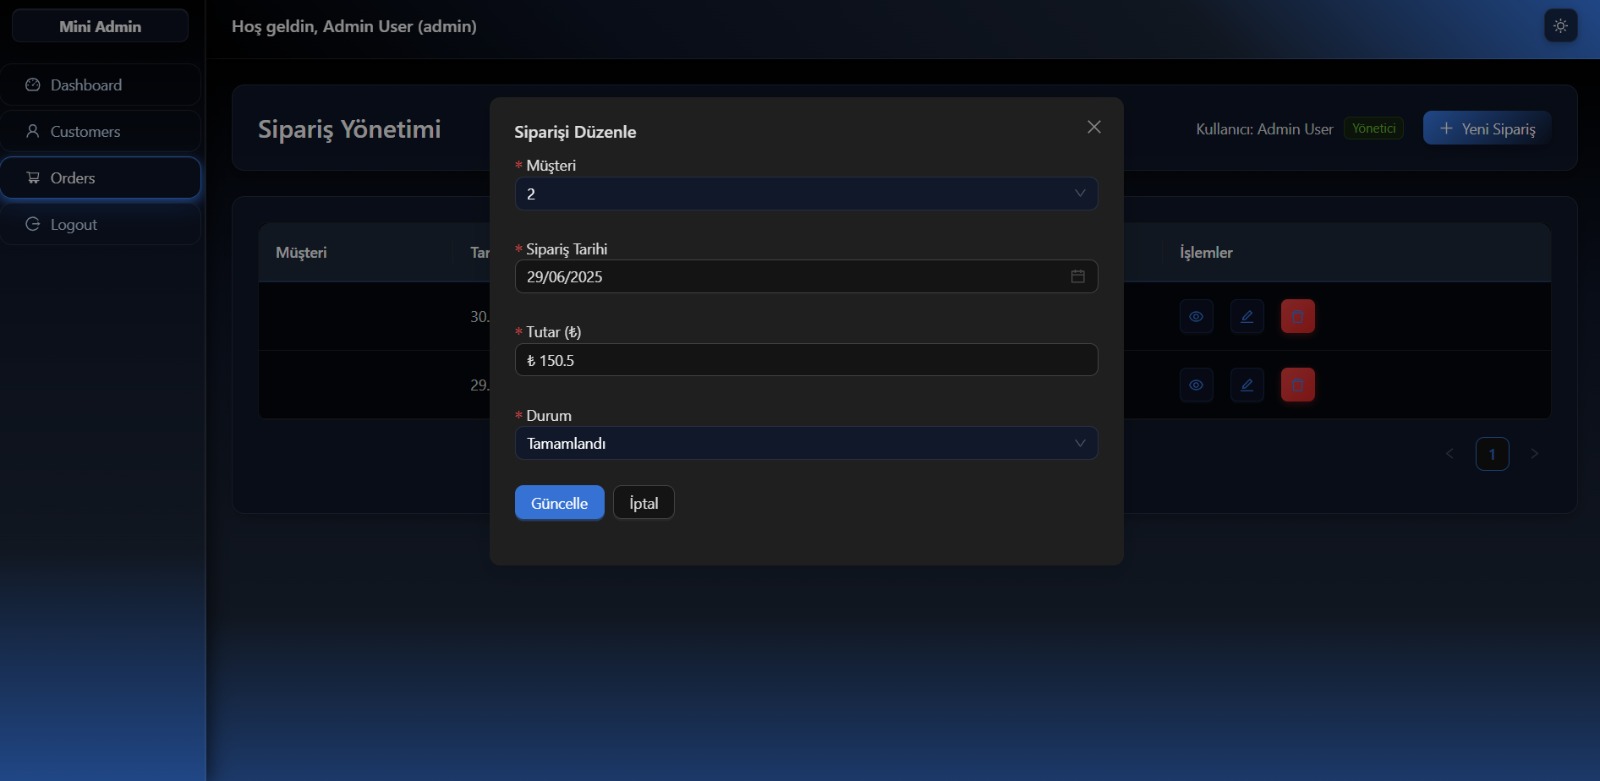 Mini Admin
Hoş geldin, Admin User (admin)
Dashboard
Customers
Orders
Logout
Sipariş Yönetimi
Kullanıcı: Admin User
Yönetici
Yeni Sipariş
Müşteri
Tar
İşlemler
30.
29.
1
Siparişi Düzenle
* Müşteri
2
* Sipariş Tarihi
29/06/2025
* Tutar (₺)
₺ 150.5
* Durum
Tamamlandı
Güncelle
İptal